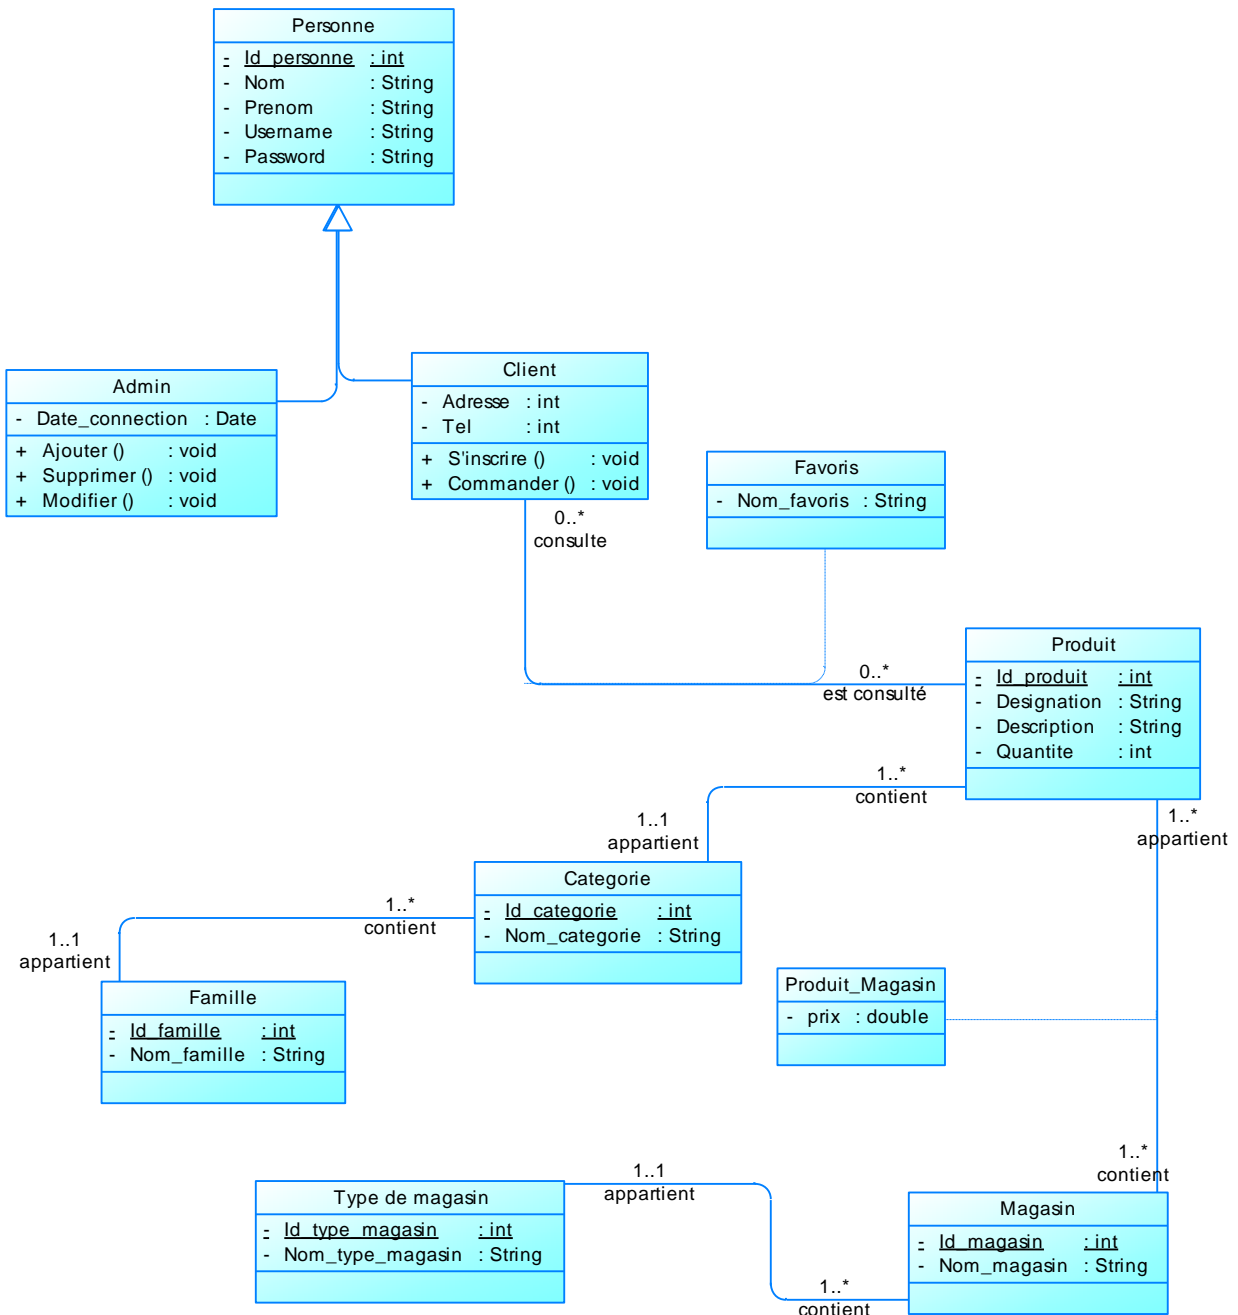 Personne
- Id_personne : int
- Nom : String
- Prenom : String
- Username : String
- Password : String
Admin
- Date_connection : Date
+ Ajouter () : void
+ Supprimer () : void
+ Modifier () : void
Client
- Adresse : int
- Tel : int
+ S'inscrire () : void
+ Commander () : void
0..*
consulte
Favoris
- Nom_favoris : String
0..*
est consulté
Produit
- Id_produit : int
- Designation : String
- Description : String
- Quantite : int
1..*
contient
1..1
appartient
1..*
appartient
Categorie
- Id_categorie : int
- Nom_categorie : String
1..*
contient
1..1
appartient
Famille
- Id_famille : int
- Nom_famille : String
Produit_Magasin
- prix : double
1..*
contient
1..1
appartient
Type de magasin
- Id_type_magasin : int
- Nom_type_magasin : String
Magasin
- Id_magasin : int
- Nom_magasin : String
1..*
contient